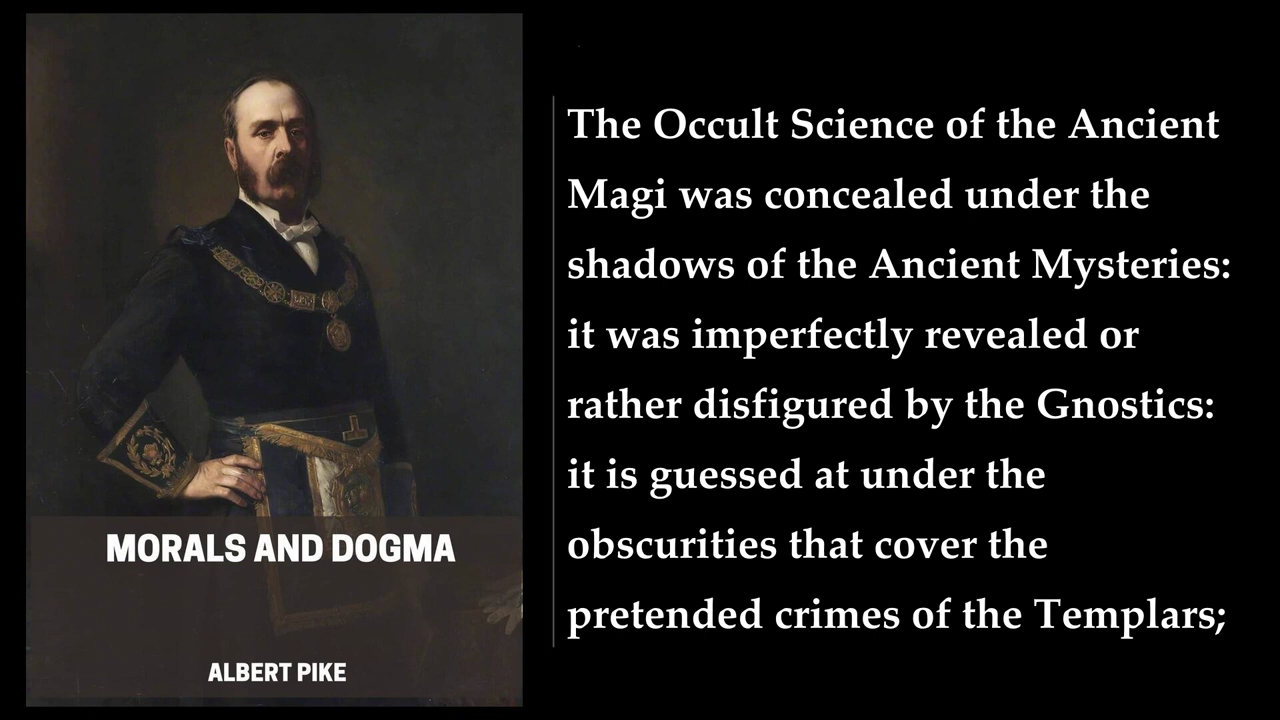 MORALS AND DOGMA
ALBERT PIKE
The Occult Science of the Ancient
Magi was concealed under the
shadows of the Ancient Mysteries:
it was imperfectly revealed or
rather disfigured by the Gnostics:
it is guessed at under the
obscurities that cover the
pretended crimes of the Templars;